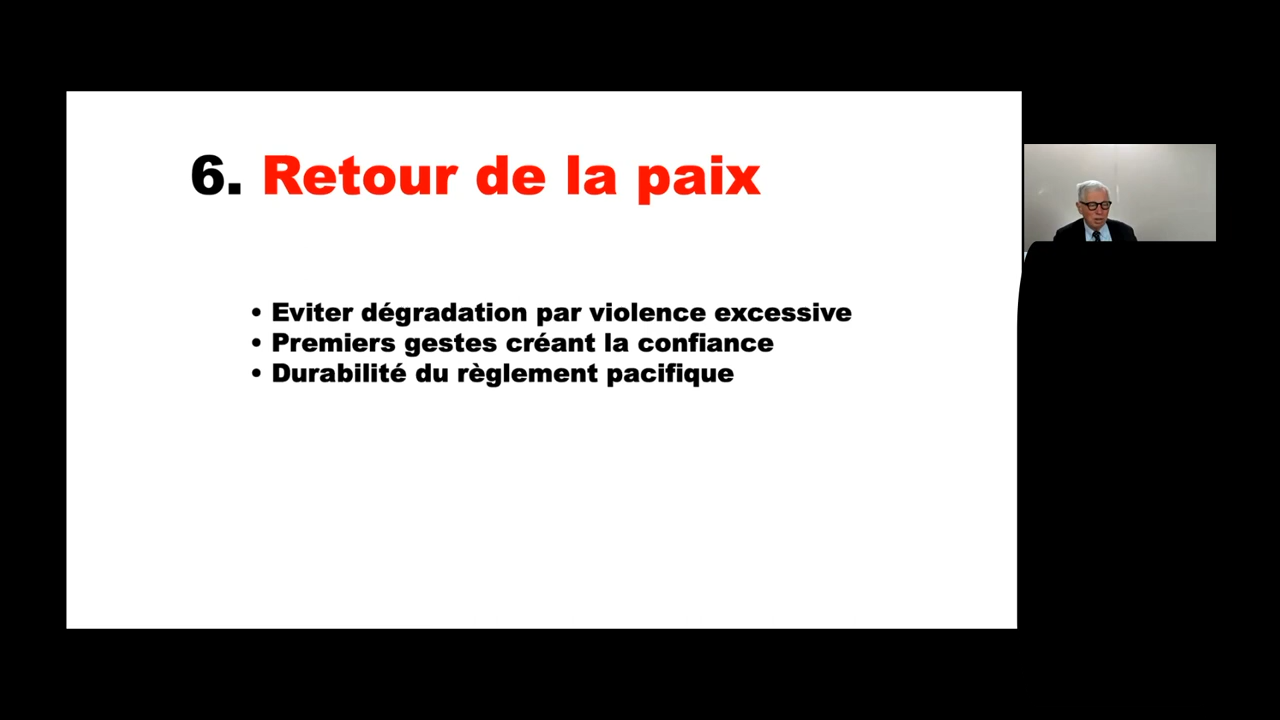 6. Retour de la paix
• Eviter dégradation par violence excessive
• Premiers gestes créant la confiance
• Durabilité du règlement pacifique